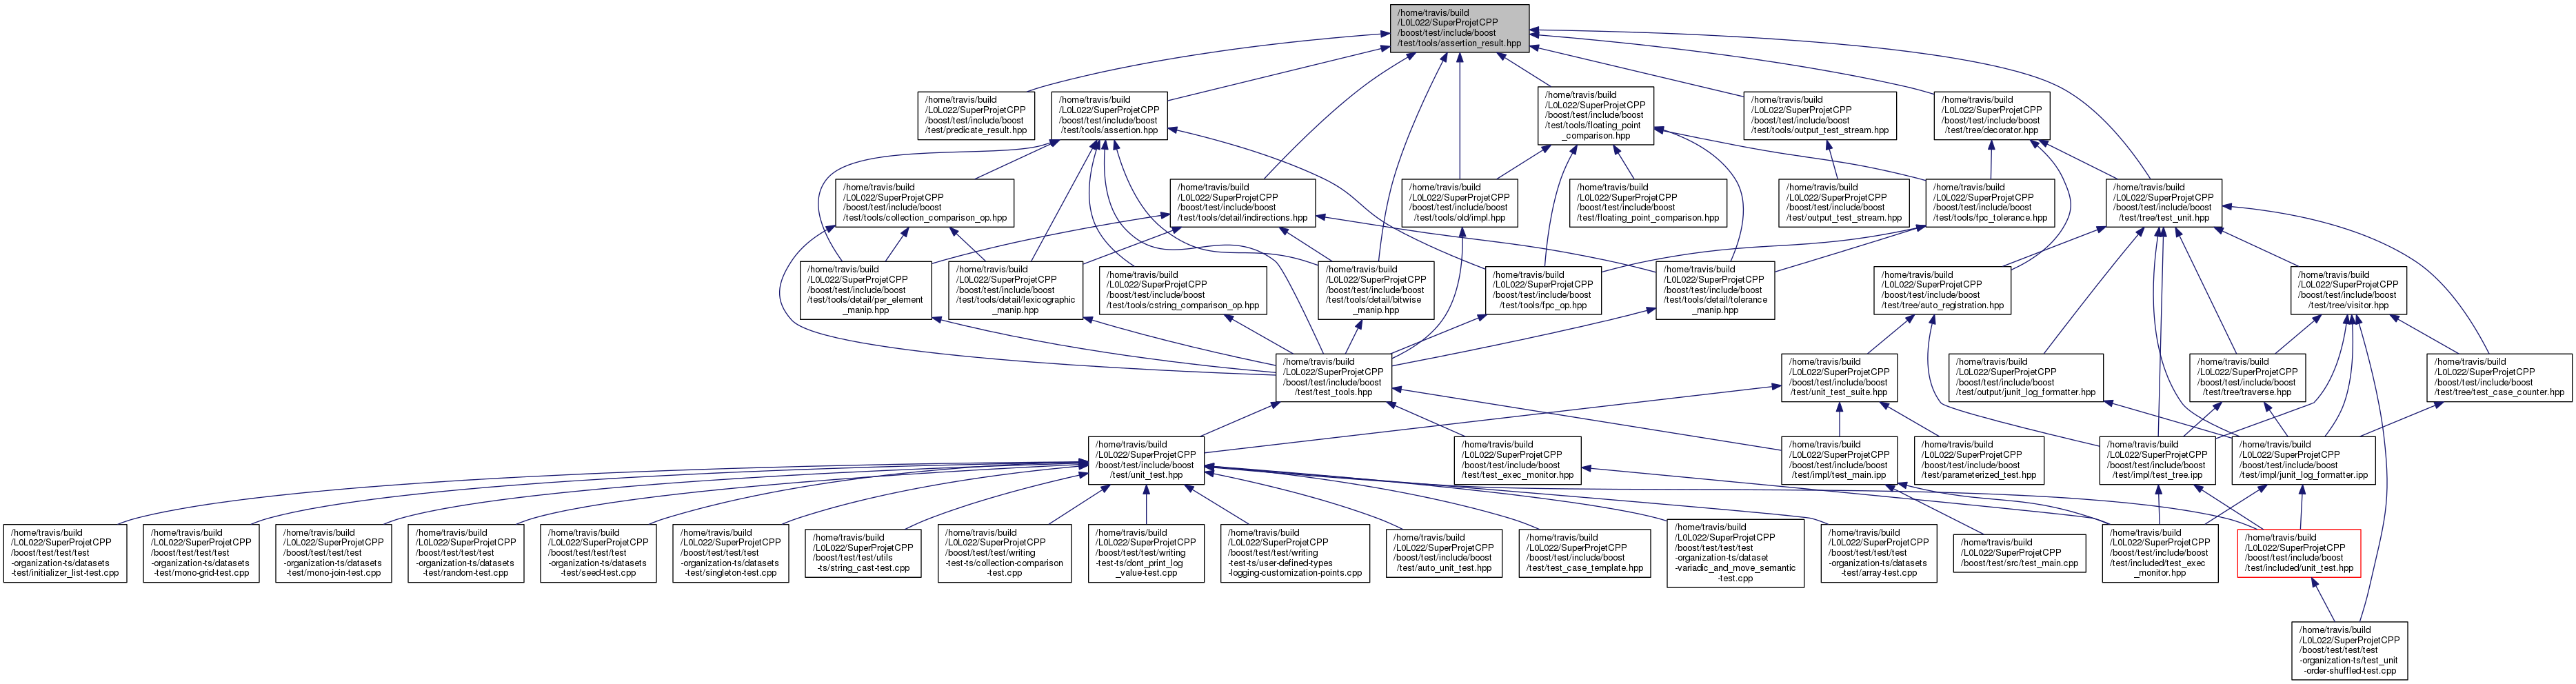 /home/travis/build
/L0L022/SuperProjetCPP
/boost/test/include/boost
/test/tools/assertion_result.hpp
/home/travis/build
/L0L022/SuperProjetCPP
/boost/test/include/boost
/test/predicate_result.hpp
/home/travis/build
/L0L022/SuperProjetCPP
/boost/test/include/boost
/test/tools/assertion.hpp
/home/travis/build
/L0L022/SuperProjetCPP
/boost/test/include/boost
/test/tools/floating_point
_comparison.hpp
/home/travis/build
/L0L022/SuperProjetCPP
/boost/test/include/boost
/test/tools/output_test_stream.hpp
/home/travis/build
/L0L022/SuperProjetCPP
/boost/test/include/boost
/test/tree/decorator.hpp
/home/travis/build
/L0L022/SuperProjetCPP
/boost/test/include/boost
/test/tools/collection_comparison_op.hpp
/home/travis/build
/L0L022/SuperProjetCPP
/boost/test/include/boost
/test/tools/detail/indirections.hpp
/home/travis/build
/L0L022/SuperProjetCPP
/boost/test/include/boost
/test/tools/old/impl.hpp
/home/travis/build
/L0L022/SuperProjetCPP
/boost/test/include/boost
/test/floating_point_comparison.hpp
/home/travis/build
/L0L022/SuperProjetCPP
/boost/test/include/boost
/test/output_test_stream.hpp
/home/travis/build
/L0L022/SuperProjetCPP
/boost/test/include/boost
/test/tools/fpc_tolerance.hpp
/home/travis/build
/L0L022/SuperProjetCPP
/boost/test/include/boost
/test/tree/test_unit.hpp
/home/travis/build
/L0L022/SuperProjetCPP
/boost/test/include/boost
/test/tools/detail/per_element
_manip.hpp
/home/travis/build
/L0L022/SuperProjetCPP
/boost/test/include/boost
/test/tools/detail/lexicographic
_manip.hpp
/home/travis/build
/L0L022/SuperProjetCPP
/boost/test/include/boost
/test/tools/cstring_comparison_op.hpp
/home/travis/build
/L0L022/SuperProjetCPP
/boost/test/include/boost
/test/tools/detail/bitwise
_manip.hpp
/home/travis/build
/L0L022/SuperProjetCPP
/boost/test/include/boost
/test/tools/fpc_op.hpp
/home/travis/build
/L0L022/SuperProjetCPP
/boost/test/include/boost
/test/tools/detail/tolerance
_manip.hpp
/home/travis/build
/L0L022/SuperProjetCPP
/boost/test/include/boost
/test/tree/auto_registration.hpp
/home/travis/build
/L0L022/SuperProjetCPP
/boost/test/include/boost
/test/tree/visitor.hpp
/home/travis/build
/L0L022/SuperProjetCPP
/boost/test/include/boost
/test/test_tools.hpp
/home/travis/build
/L0L022/SuperProjetCPP
/boost/test/include/boost
/test/unit_test_suite.hpp
/home/travis/build
/L0L022/SuperProjetCPP
/boost/test/include/boost
/test/output/junit_log_formatter.hpp
/home/travis/build
/L0L022/SuperProjetCPP
/boost/test/include/boost
/test/tree/traverse.hpp
/home/travis/build
/L0L022/SuperProjetCPP
/boost/test/include/boost
/test/tree/test_case_counter.hpp
/home/travis/build
/L0L022/SuperProjetCPP
/boost/test/include/boost
/test/unit_test.hpp
/home/travis/build
/L0L022/SuperProjetCPP
/boost/test/include/boost
/test/test_exec_monitor.hpp
/home/travis/build
/L0L022/SuperProjetCPP
/boost/test/include/boost
/test/impl/test_main.ipp
/home/travis/build
/L0L022/SuperProjetCPP
/boost/test/include/boost
/test/parameterized_test.hpp
/home/travis/build
/L0L022/SuperProjetCPP
/boost/test/include/boost
/test/impl/test_tree.ipp
/home/travis/build
/L0L022/SuperProjetCPP
/boost/test/include/boost
/test/impl/junit_log_formatter.ipp
/home/travis/build
/L0L022/SuperProjetCPP
/boost/test/test/test
-organization-ts/datasets
-test/initializer_list-test.cpp
/home/travis/build
/L0L022/SuperProjetCPP
/boost/test/test/test
-organization-ts/datasets
-test/mono-grid-test.cpp
/home/travis/build
/L0L022/SuperProjetCPP
/boost/test/test/test
-organization-ts/datasets
-test/mono-join-test.cpp
/home/travis/build
/L0L022/SuperProjetCPP
/boost/test/test/test
-organization-ts/datasets
-test/random-test.cpp
/home/travis/build
/L0L022/SuperProjetCPP
/boost/test/test/test
-organization-ts/datasets
-test/seed-test.cpp
/home/travis/build
/L0L022/SuperProjetCPP
/boost/test/test/test
-organization-ts/datasets
-test/singleton-test.cpp
/home/travis/build
/L0L022/SuperProjetCPP
/boost/test/test/utils
-ts/string_cast-test.cpp
/home/travis/build
/L0L022/SuperProjetCPP
/boost/test/test/writing
-test-ts/collection-comparison
-test.cpp
/home/travis/build
/L0L022/SuperProjetCPP
/boost/test/test/writing
-test-ts/dont_print_log
_value-test.cpp
/home/travis/build
/L0L022/SuperProjetCPP
/boost/test/test/writing
-test-ts/user-defined-types
-logging-customization-points.cpp
/home/travis/build
/L0L022/SuperProjetCPP
/boost/test/include/boost
/test/auto_unit_test.hpp
/home/travis/build
/L0L022/SuperProjetCPP
/boost/test/include/boost
/test/test_case_template.hpp
/home/travis/build
/L0L022/SuperProjetCPP
/boost/test/test/test
-organization-ts/dataset
-variadic_and_move_semantic
-test.cpp
/home/travis/build
/L0L022/SuperProjetCPP
/boost/test/test/test
-organization-ts/datasets
-test/array-test.cpp
/home/travis/build
/L0L022/SuperProjetCPP
/boost/test/src/test_main.cpp
/home/travis/build
/L0L022/SuperProjetCPP
/boost/test/include/boost
/test/included/test_exec
_monitor.hpp
/home/travis/build
/L0L022/SuperProjetCPP
/boost/test/include/boost
/test/included/unit_test.hpp
/home/travis/build
/L0L022/SuperProjetCPP
/boost/test/test/test
-organization-ts/test_unit
-order-shuffled-test.cpp